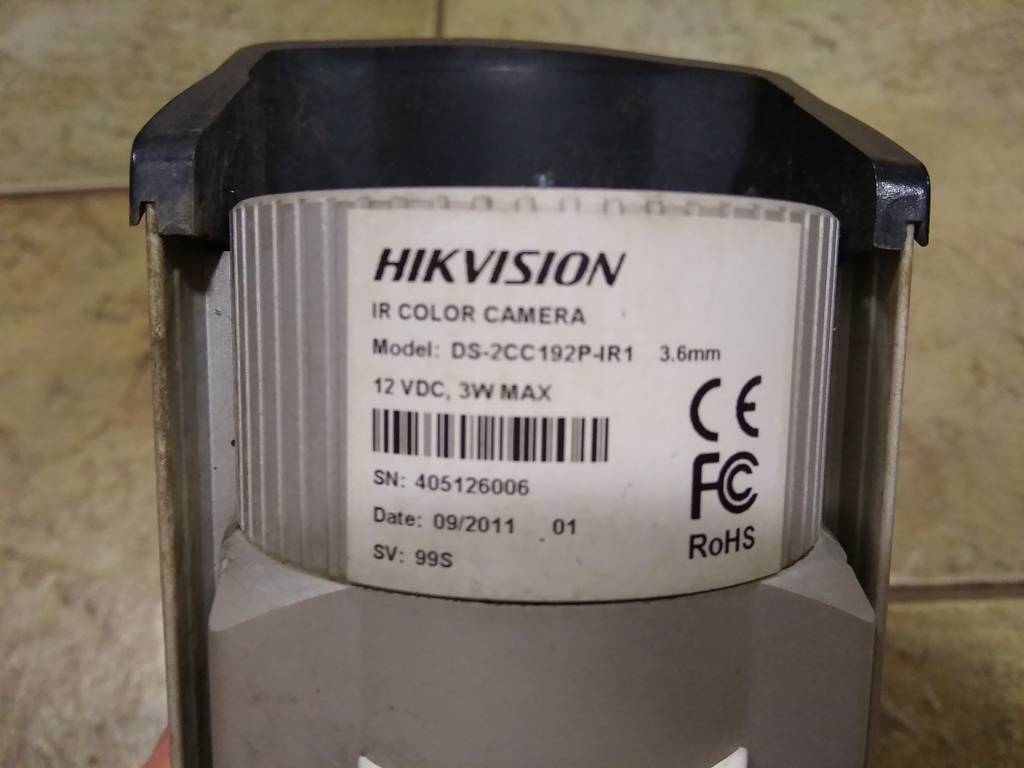 HIKVISION
IR COLOR CAMERA
Model: DS-2CC192P-IR1 3.6mm
12 VDC, 3W MAX
CE
SN: 405126006
FCC
Date: 09/2011 01
RoHS
SV: 99S